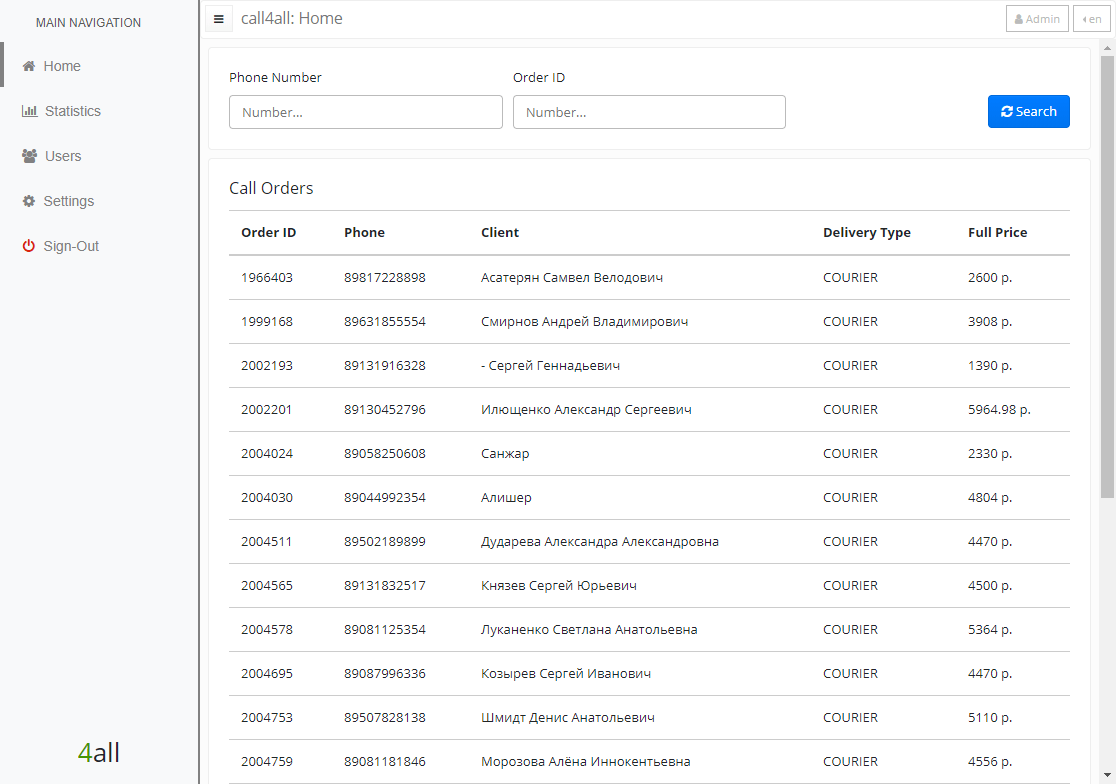 MAIN NAVIGATION
Home
Statistics
Users
Settings
Sign-Out
4all
call4all: Home
Admin
en
Phone Number Order ID
Number... Number... Search
Call Orders
Order ID Phone Client Delivery Type Full Price
1966403 89817228898 Асатерян Самвел Велодович COURIER 2600 р.
1999168 89631855554 Смирнов Андрей Владимирович COURIER 3908 р.
2002193 89131916328 - Сергей Геннадьевич COURIER 1390 р.
2002201 89130452796 Илющенко Александр Сергеевич COURIER 5964.98 р.
2004024 89058250608 Санжар COURIER 2330 р.
2004030 89044992354 Алишер COURIER 4804 р.
2004511 89502189899 Дударева Александра Александровна COURIER 4470 р.
2004565 89131832517 Князев Сергей Юрьевич COURIER 4500 р.
2004578 89081125354 Луканенко Светлана Анатольевна COURIER 5364 р.
2004695 89087996336 Козырев Сергей Иванович COURIER 4470 р.
2004753 89507828138 Шмидт Денис Анатольевич COURIER 5110 р.
2004759 89081181846 Морозова Алёна Иннокентьевна COURIER 4556 р.